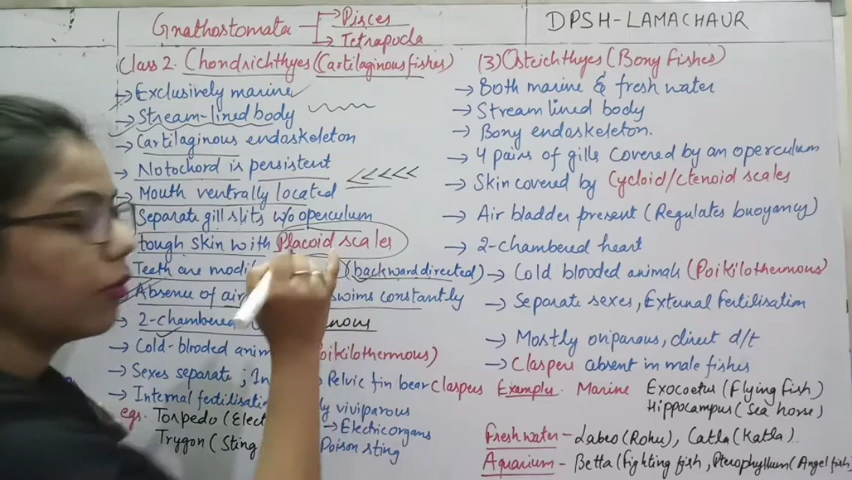 Gnathostomata → Pisces
→ Tetrapoda
DPSH-LAMACHAUR
Class 2. Chondrichthyes (Cartilaginous fishes)
→ Exclusively marine
→ Stream-lined body
→ Cartilaginous endoskeleton
→ Notochord is persistent
→ Mouth ventrally located
Separate gill slits w/o operculum
tough skin with Placoid scales
Teeth are (backward directed)
Absence of swims constantly
→ 2-chambered
→ Cold-blooded (Poikilothermous)
→ Sexes separate; Pelvic fin bear Claspers
→ Internal viviparous
egs. Torpedo → Electric organs
Trygon (Sting Poison sting
(3) Osteichthyes (Bony Fishes)
→ Both marine & fresh water
→ Stream lined body
→ Bony endoskeleton.
→ 4 pairs of gills Covered by an operculum
→ Skin covered by Cycloid/Ctenoid scales
→ Air bladder present (Regulates buoyancy)
→ 2-chambered heart
→ Cold blooded animals (Poikilothermous)
→ Separate sexes, External Fertilisation
→ Mostly oviparous, direct d/t
→ Claspers absent in male fishes
Example. Marine Exocoetus (Flying fish)
Hippocampus (Sea horse)
Fresh water - Labeo (Rohu), Catla (Katla).
Aquarium - Betta (fighting fish, Pterophyllum (Angel fish)